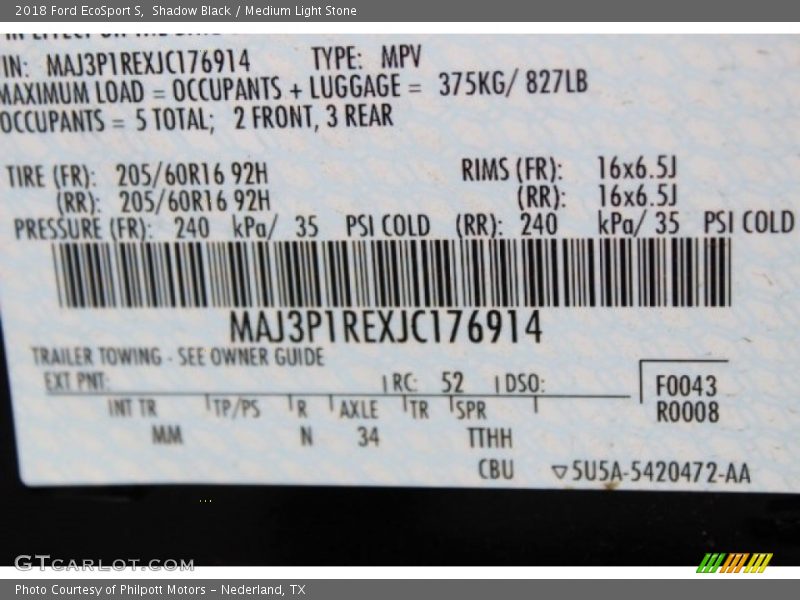 2018 Ford EcoSport S,  Shadow Black / Medium Light Stone
IN: MAJ3P1REXJC176914 TYPE: MPV
MAXIMUM LOAD = OCCUPANTS + LUGGAGE = 375KG/ 827LB
OCCUPANTS = 5 TOTAL; 2 FRONT, 3 REAR
TIRE (FR): 205/60R16 92H RIMS (FR): 16x6.5J
(RR): 205/60R16 92H (RR): 16x6.5J
PRESSURE (FR): 240 kPa/ 35 PSI COLD (RR): 240 kPa/ 35 PSI COLD
MAJ3P1REXJC176914
TRAILER TOWING - SEE OWNER GUIDE
EXT PNT: RC: 52 DSO:
F0043
R0008
INT TR TP/PS R AXLE TR SPR
MM N 34 TTHH
CBU ▽5U5A-5420472-AA
GTCARLOT.COM
Photo Courtesy of Philpott Motors - Nederland, TX